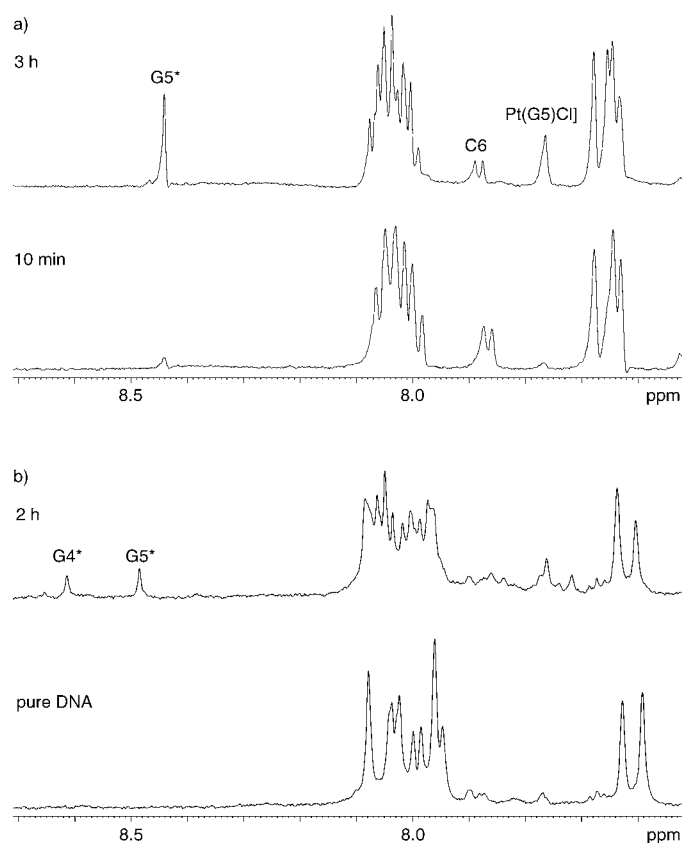 a)
3 h
G5*
C6
Pt(G5)Cl]
10 min
8.5 8.0 ppm
b)
2 h
G4* G5*
pure DNA
8.5 8.0 ppm